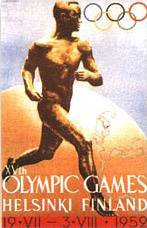 XVth
OLYMPIC GAMES
HELSINKI FINLAND
19·VII — 3·VIII · 1952